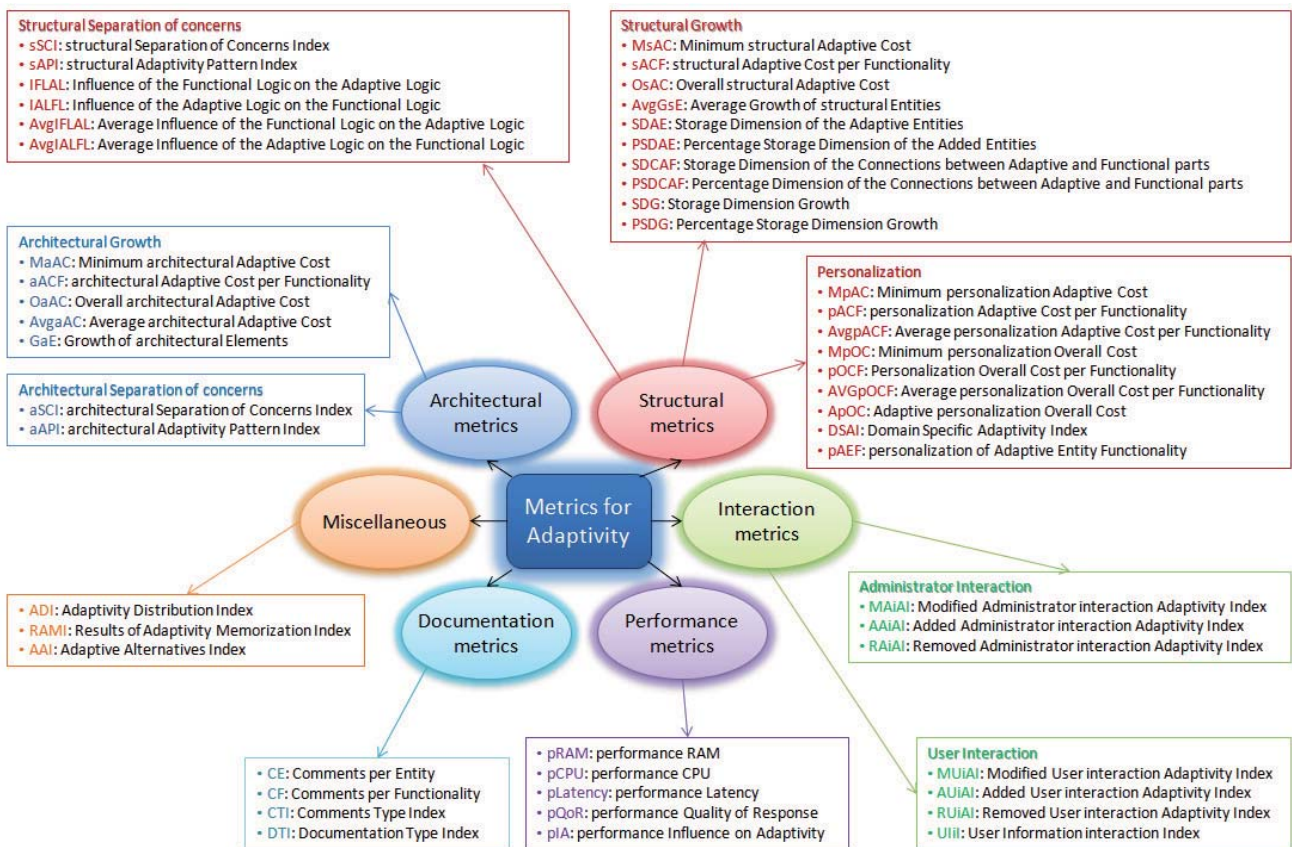 Structural Separation of concerns
• sSCI: structural Separation of Concerns Index
• sAPI: structural Adaptivity Pattern Index
• IFLAL: Influence of the Functional Logic on the Adaptive Logic
• IALFL: Influence of the Adaptive Logic on the Functional Logic
• AvgIFLAL: Average Influence of the Functional Logic on the Adaptive Logic
• AvgIALFL: Average Influence of the Adaptive Logic on the Functional Logic
Structural Growth
• MsAC: Minimum structural Adaptive Cost
• sACF: structural Adaptive Cost per Functionality
• OsAC: Overall structural Adaptive Cost
• AvgGsE: Average Growth of structural Entities
• SDAE: Storage Dimension of the Adaptive Entities
• PSDAE: Percentage Storage Dimension of the Added Entities
• SDCAF: Storage Dimension of the Connections between Adaptive and Functional parts
• PSDCAF: Percentage Dimension of the Connections between Adaptive and Functional parts
• SDG: Storage Dimension Growth
• PSDG: Percentage Storage Dimension Growth
Architectural Growth
• MaAC: Minimum architectural Adaptive Cost
• aACF: architectural Adaptive Cost per Functionality
• OaAC: Overall architectural Adaptive Cost
• AvgaAC: Average architectural Adaptive Cost
• GaE: Growth of architectural Elements
Personalization
• MpAC: Minimum personalization Adaptive Cost
• pACF: personalization Adaptive Cost per Functionality
• AvgpACF: Average personalization Adaptive Cost per Functionality
• MpOC: Minimum personalization Overall Cost
• pOCF: Personalization Overall Cost per Functionality
• AVGpOCF: Average personalization Overall Cost per Functionality
• ApOC: Adaptive personalization Overall Cost
• DSAI: Domain Specific Adaptivity Index
• pAEF: personalization of Adaptive Entity Functionality
Architectural Separation of concerns
• aSCI: architectural Separation of Concerns Index
• aAPI: architectural Adaptivity Pattern Index
Architectural
metrics
Structural
metrics
Miscellaneous
Metrics for
Adaptivity
Interaction
metrics
Documentation
metrics
Performance
metrics
• ADI: Adaptivity Distribution Index
• RAMI: Results of Adaptivity Memorization Index
• AAI: Adaptive Alternatives Index
Administrator Interaction
• MAiAI: Modified Administrator interaction Adaptivity Index
• AAiAI: Added Administrator interaction Adaptivity Index
• RAiAI: Removed Administrator interaction Adaptivity Index
• CE: Comments per Entity
• CF: Comments per Functionality
• CTI: Comments Type Index
• DTI: Documentation Type Index
• pRAM: performance RAM
• pCPU: performance CPU
• pLatency: performance Latency
• pQoR: performance Quality of Response
• pIA: performance Influence on Adaptivity
User Interaction
• MUiAI: Modified User interaction Adaptivity Index
• AUiAI: Added User interaction Adaptivity Index
• RUiAI: Removed User interaction Adaptivity Index
• UIiI: User Information interaction Index